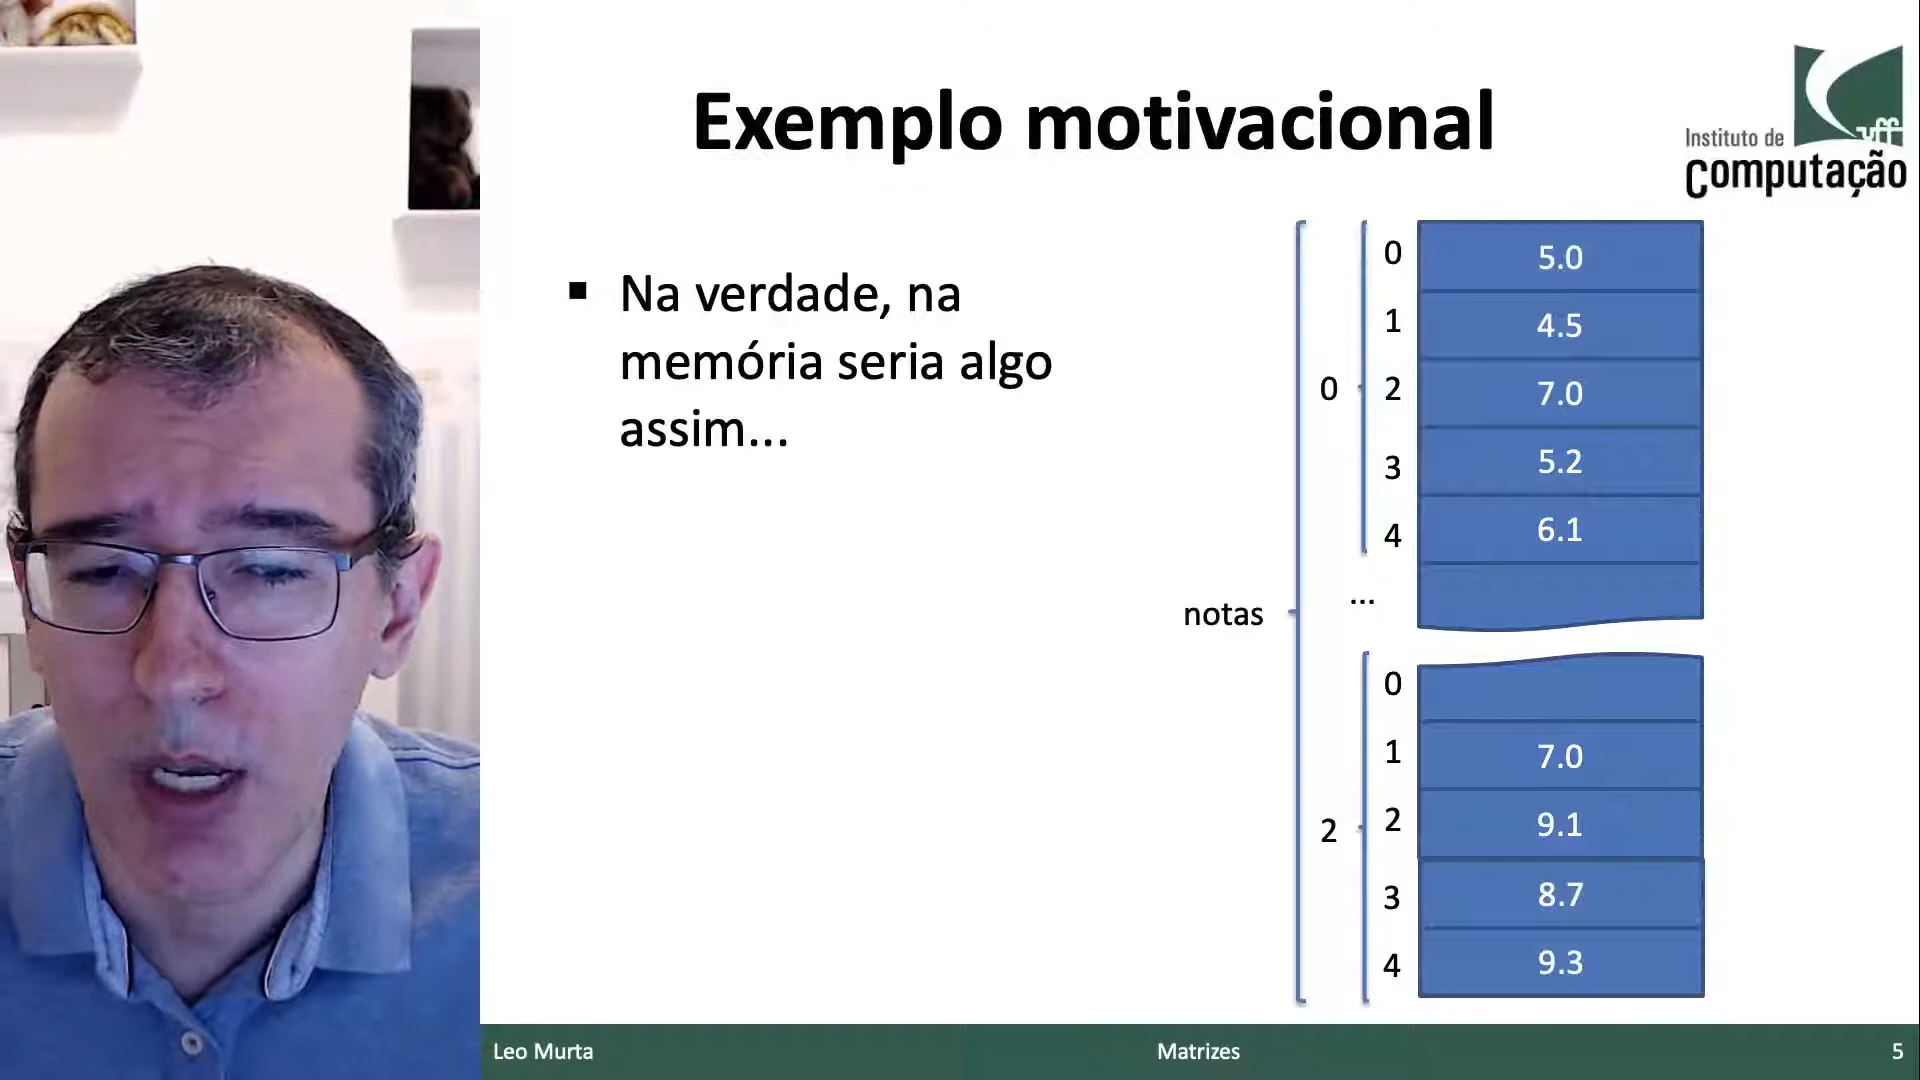 Exemplo motivacional
Instituto de
Computação
uff
▪ Na verdade, na
memória seria algo
assim...
notas
0
0 5.0
1 4.5
2 7.0
3 5.2
4 6.1
...
2
0
1 7.0
2 9.1
3 8.7
4 9.3
Leo Murta
Matrizes
5